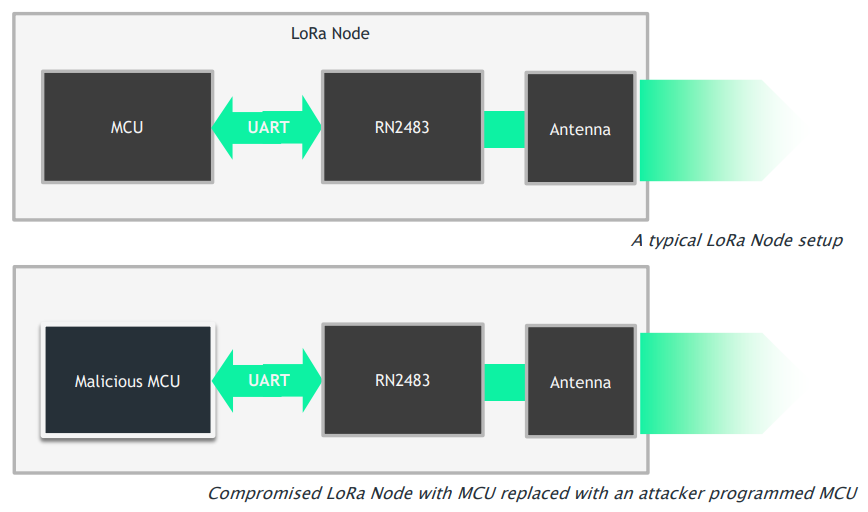 LoRa Node
MCU
UART
RN2483
Antenna
A typical LoRa Node setup
Malicious MCU
UART
RN2483
Antenna
Compromised LoRa Node with MCU replaced with an attacker programmed MCU